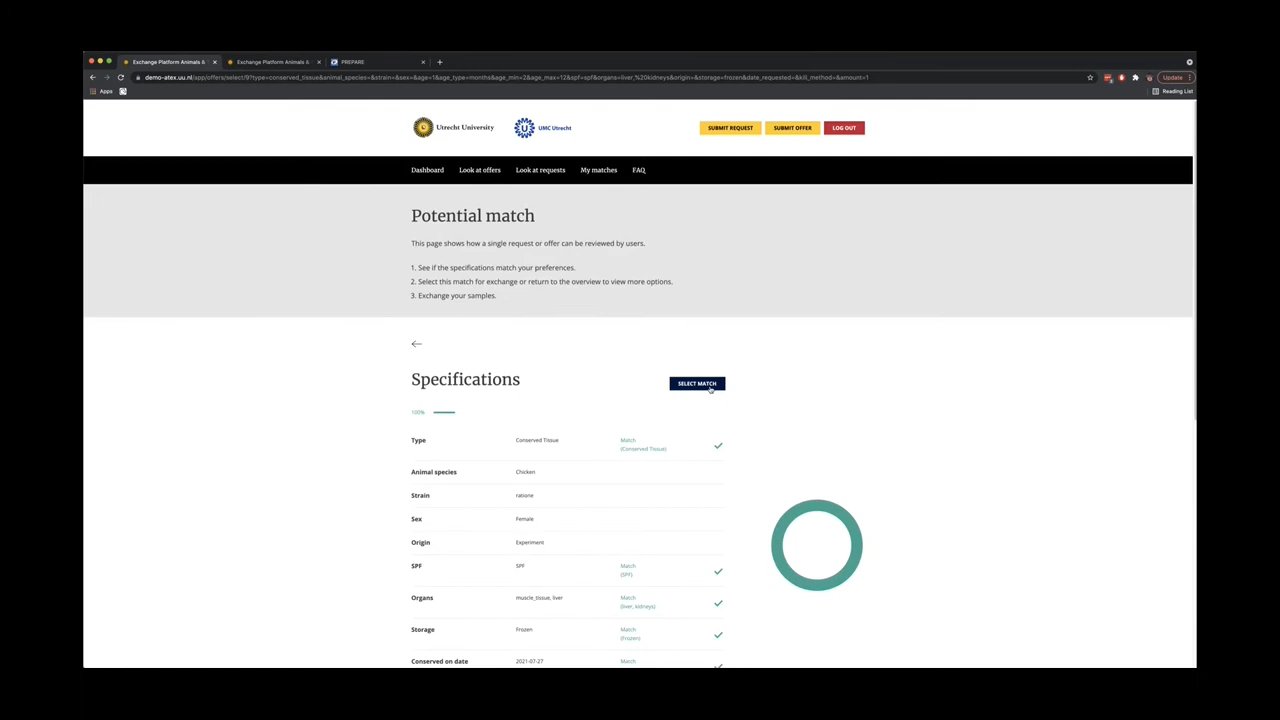 Exchange Platform Animals &
Exchange Platform Animals &
PREPARE
demo-atex.uu.nl/app/offers/select/9?type=conserved_tissue&animal_species=&strain=&sex=&age=1&age_type=months&age_min=2&age_max=12&spf=spf&organs=liver,%20kidneys&origin=&storage=frozen&date_requested=&kill_method=&amount=1
Update
Apps
Reading List
Utrecht University
UMC Utrecht
SUBMIT REQUEST
SUBMIT OFFER
LOG OUT
Dashboard
Look at offers
Look at requests
My matches
FAQ
Potential match
This page shows how a single request or offer can be reviewed by users.
1. See if the specifications match your preferences.
2. Select this match for exchange or return to the overview to view more options.
3. Exchange your samples.
Specifications
SELECT MATCH
100%
Type Conserved Tissue Match
(Conserved Tissue)
Animal species Chicken
Strain ratione
Sex Female
Origin Experiment
SPF SPF Match
(SPF)
Organs muscle_tissue, liver Match
(liver, kidneys)
Storage Frozen Match
(Frozen)
Conserved on date 2021-07-27 Match